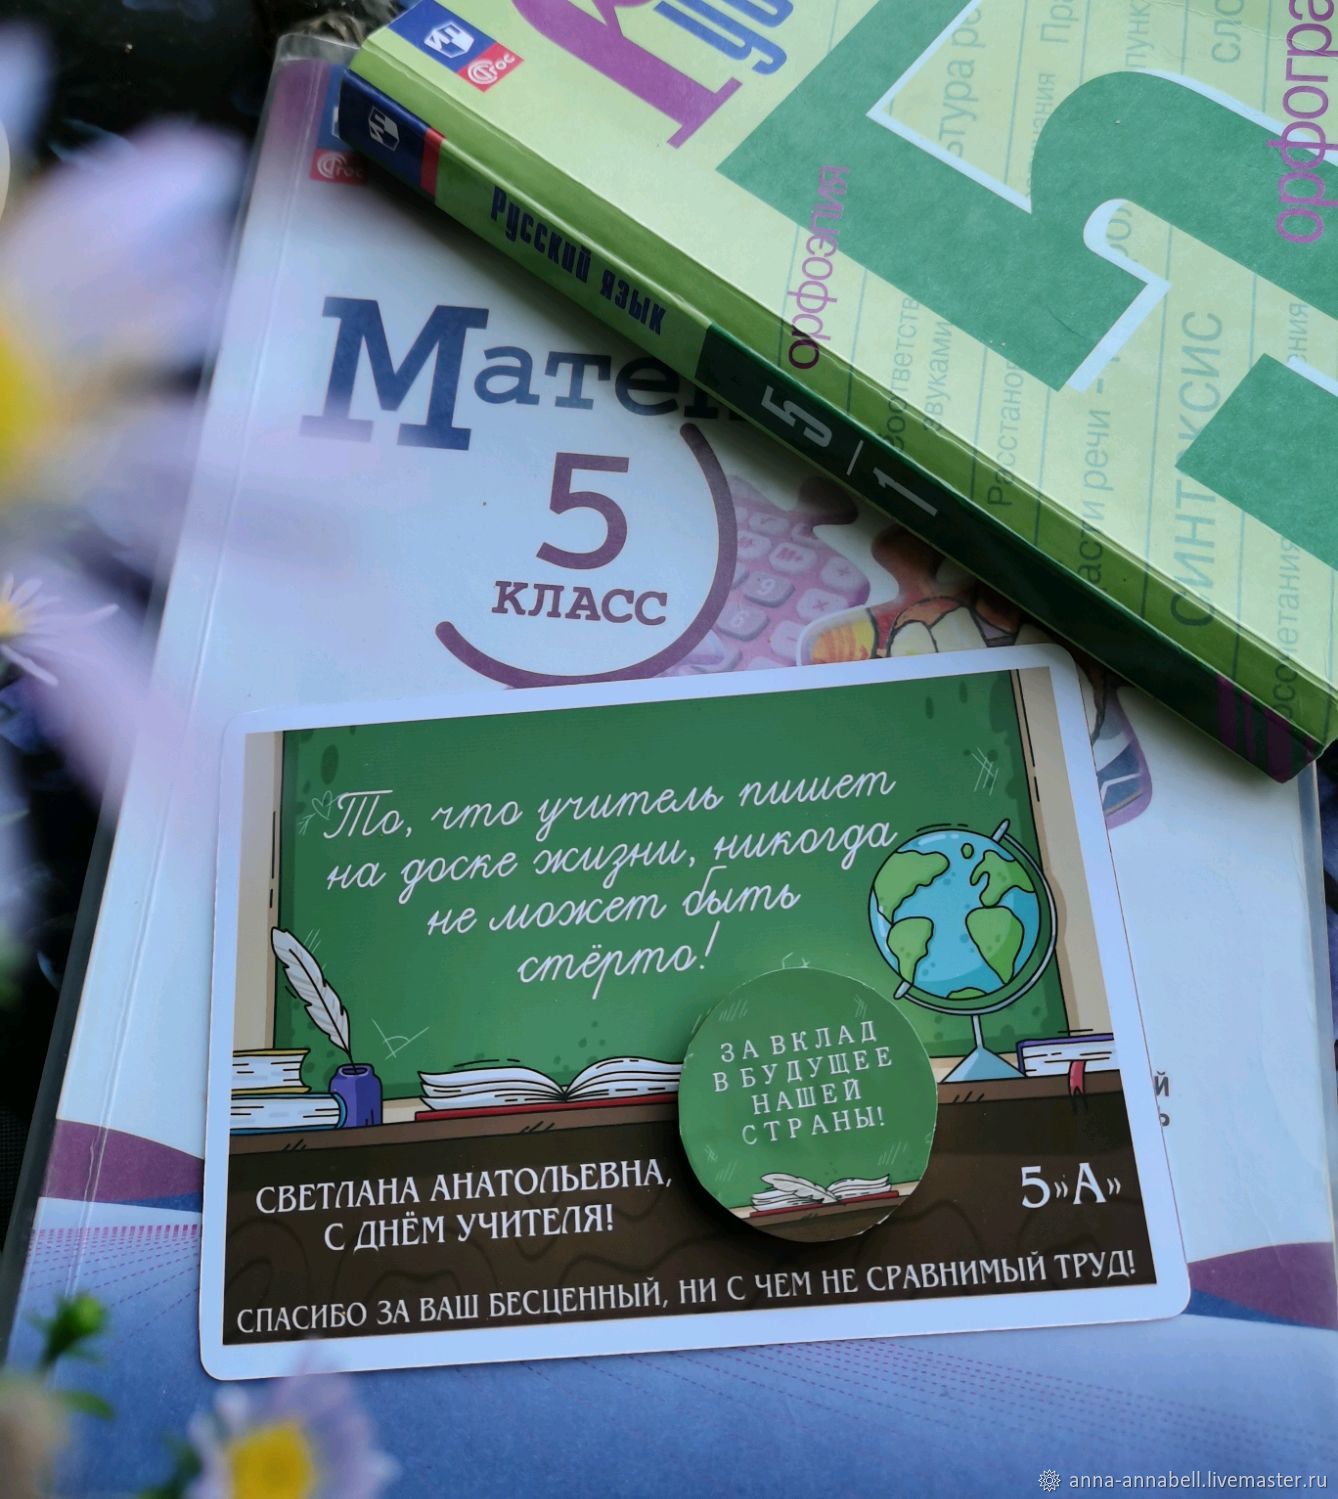 Русский язык
5
1
орфоэпия
СИНТАКСИС
Мате
5
КЛАСС
То, что учитель пишет
на доске жизни, никогда
не может быть
стёрто!
ЗА ВКЛАД
В БУДУЩЕЕ
НАШЕЙ
СТРАНЫ!
СВЕТЛАНА АНАТОЛЬЕВНА,
С ДНЁМ УЧИТЕЛЯ!
5»А»
СПАСИБО ЗА ВАШ БЕСЦЕННЫЙ, НИ С ЧЕМ НЕ СРАВНИМЫЙ ТРУД!
anna-annabell.livemaster.ru